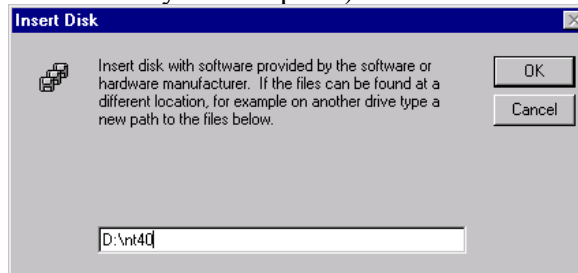 Insert Disk
Insert disk with software provided by the software or
hardware manufacturer. If the files can be found at a
different location, for example on another drive type a
new path to the files below.
OK
Cancel
D:\nt40